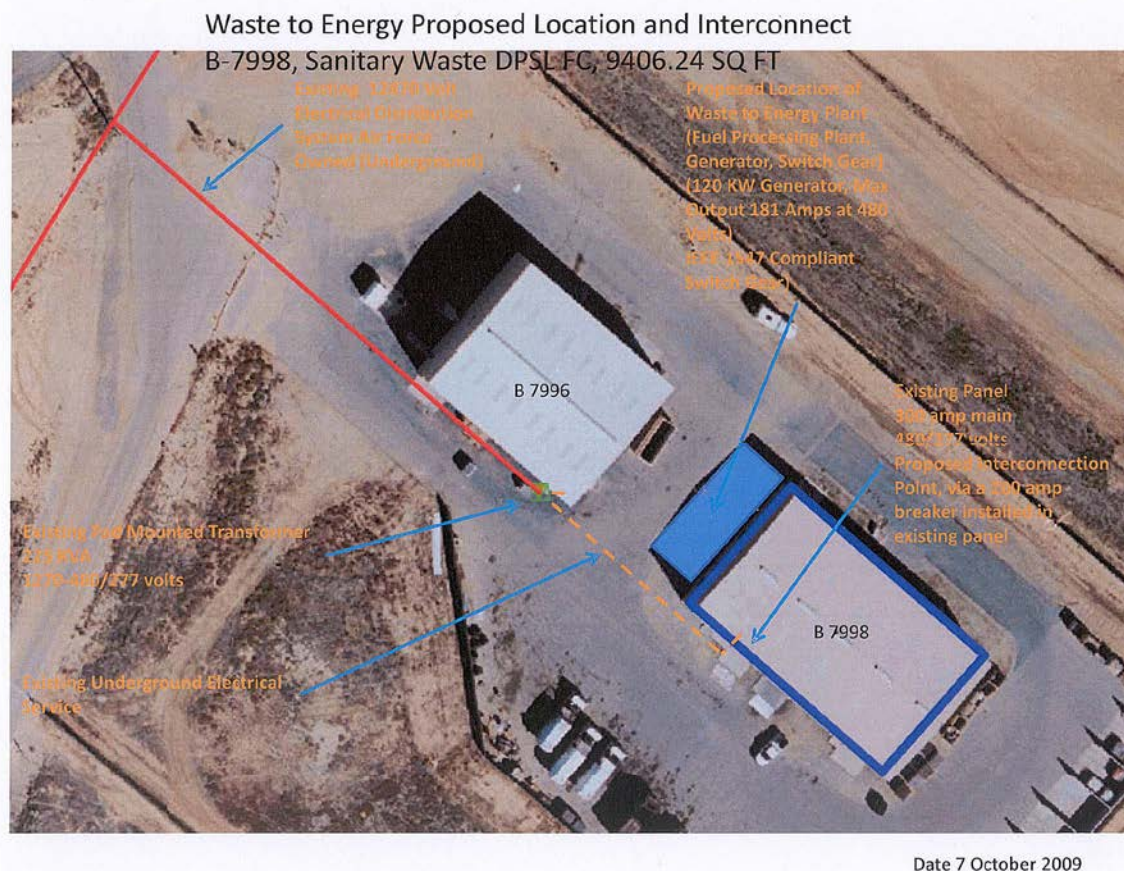 Waste to Energy Proposed Location and Interconnect
B-7998, Sanitary Waste DPSL FC, 9406.24 SQ FT
Existing 12470 Volt
Electrical Distribution
System Air Force
Owned (Underground)
Proposed Location of
Waste to Energy Plant
(Fuel Processing Plant,
Generator, Switch Gear)
(120 KW Generator, Max
Output 181 Amps at 480
Volts)
1547 Compliant
Switch Gear)
B 7996
Existing Panel
amp main
480/277 volts
Proposed Interconnection
Point, via a amp
breaker installed in
existing panel
Existing Pad Mounted Transformer
KVA
volts
Existing Underground Electrical
Service
B 7998
Date 7 October 2009